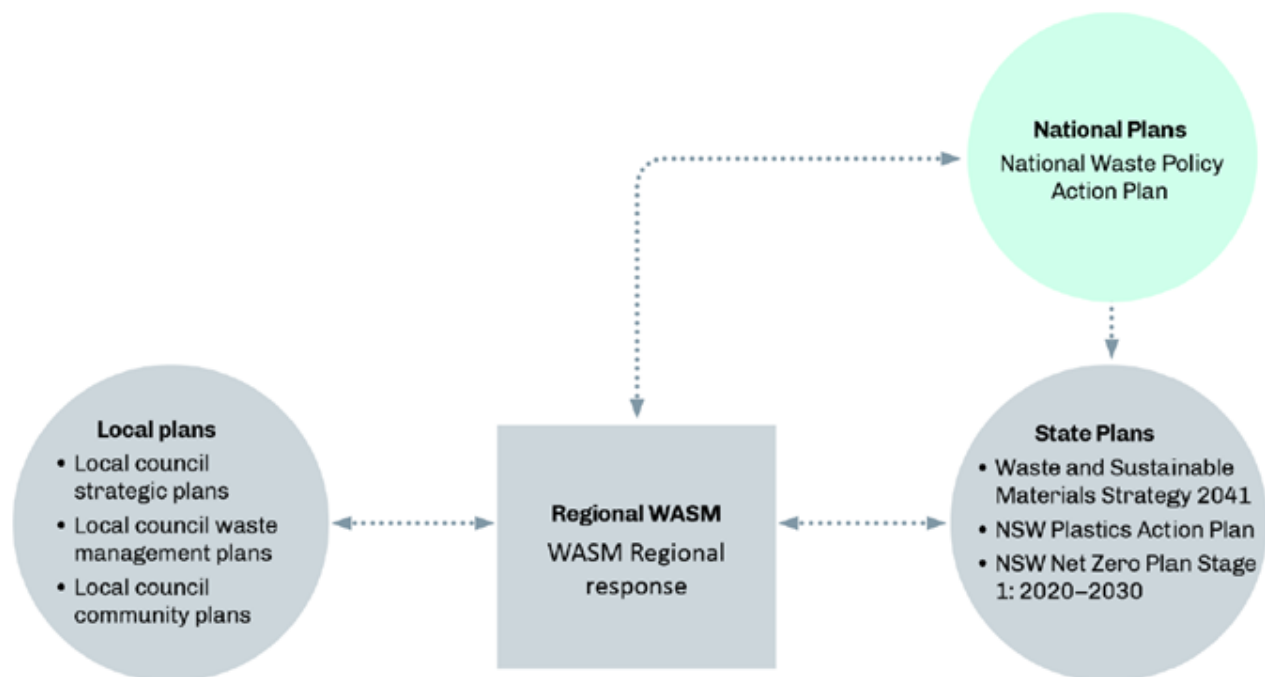 National Plans
National Waste Policy
Action Plan
Local plans
• Local council
strategic plans
• Local council waste
management plans
• Local council
community plans
Regional WASM
WASM Regional
response
State Plans
• Waste and Sustainable
Materials Strategy 2041
• NSW Plastics Action Plan
• NSW Net Zero Plan Stage
1: 2020–2030